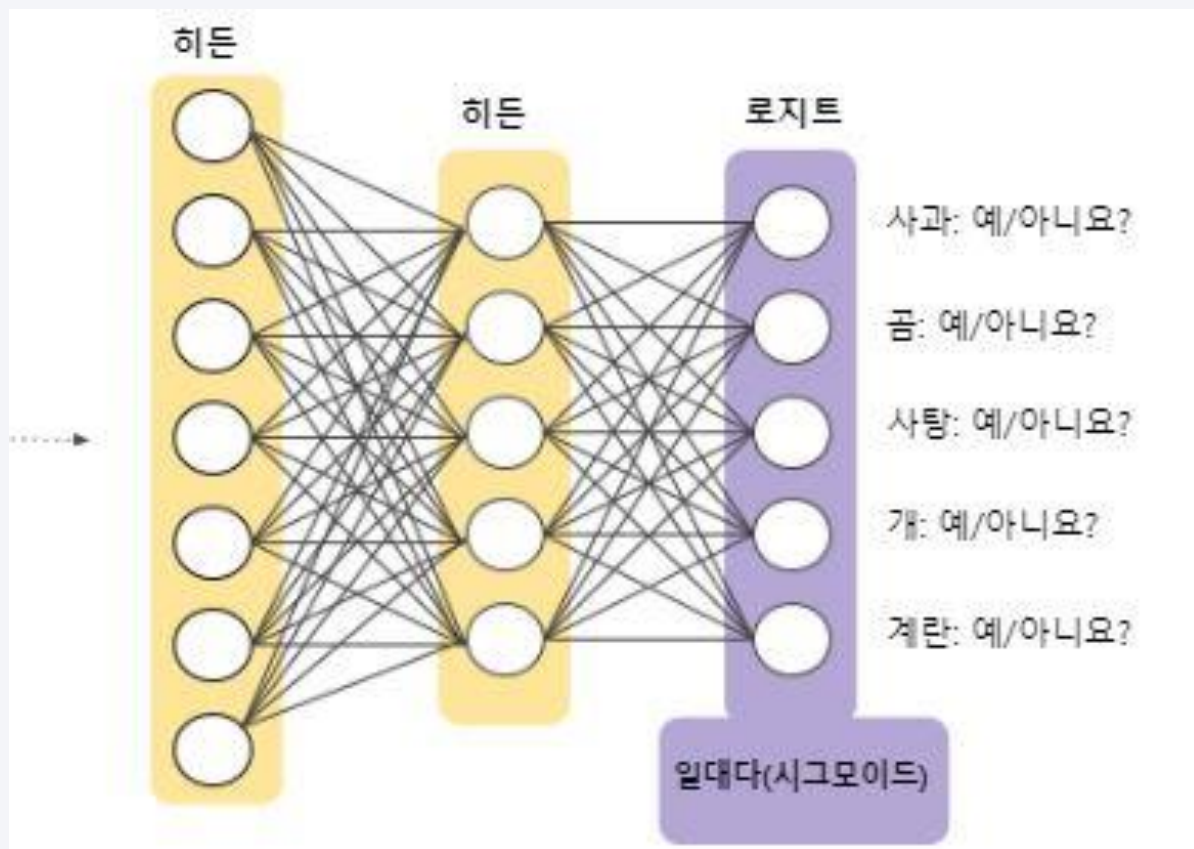 히든
히든
로지트
사과: 예/아니요?
곰: 예/아니요?
사탕: 예/아니요?
개: 예/아니요?
계란: 예/아니요?
일대다(시그모이드)